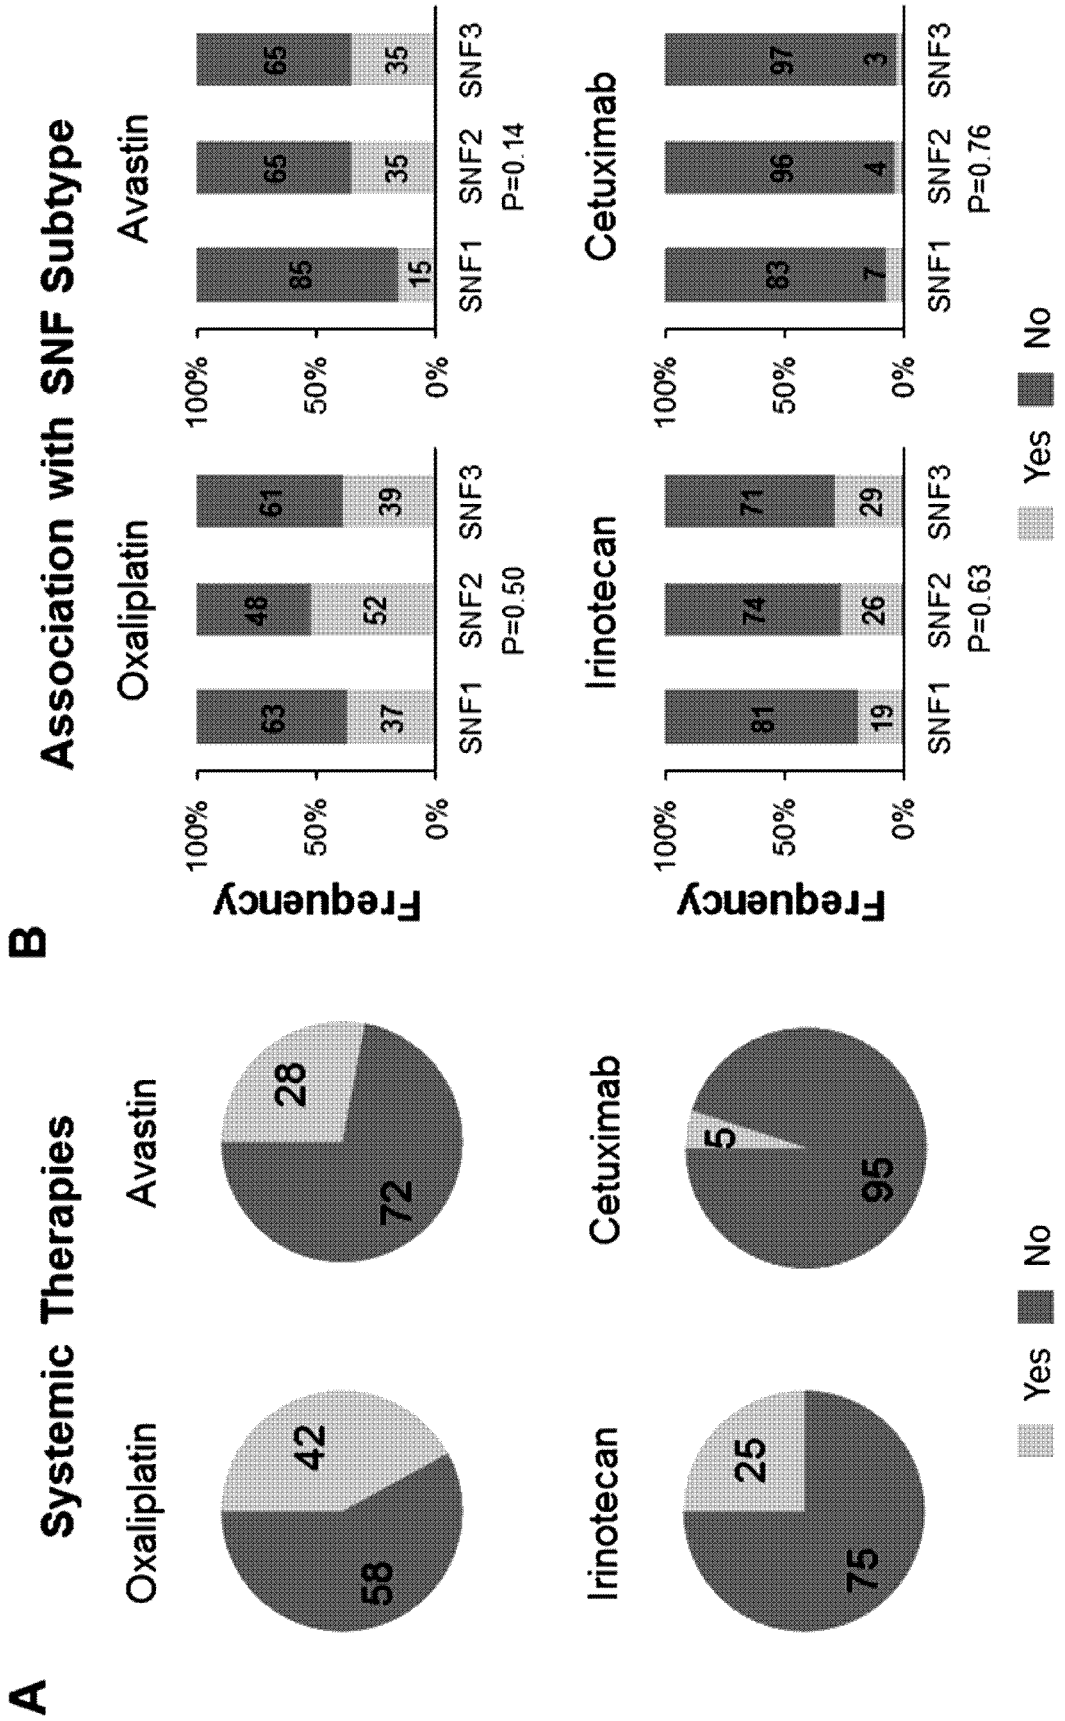 A
Systemic Therapies
Oxaliplatin
58
42
Avastin
72
28
Irinotecan
75
25
Cetuximab
95
5
Yes No
B
Association with SNF Subtype
Oxaliplatin
Frequency
100%
50%
0%
63 48 61
37 52 39
SNF1 SNF2 SNF3
P=0.50
Avastin
100%
50%
0%
85 65 65
15 35 35
SNF1 SNF2 SNF3
P=0.14
Irinotecan
Frequency
100%
50%
0%
81 74 71
19 26 29
SNF1 SNF2 SNF3
P=0.63
Cetuximab
100%
50%
0%
83 96 97
7 4 3
SNF1 SNF2 SNF3
P=0.76
Yes No